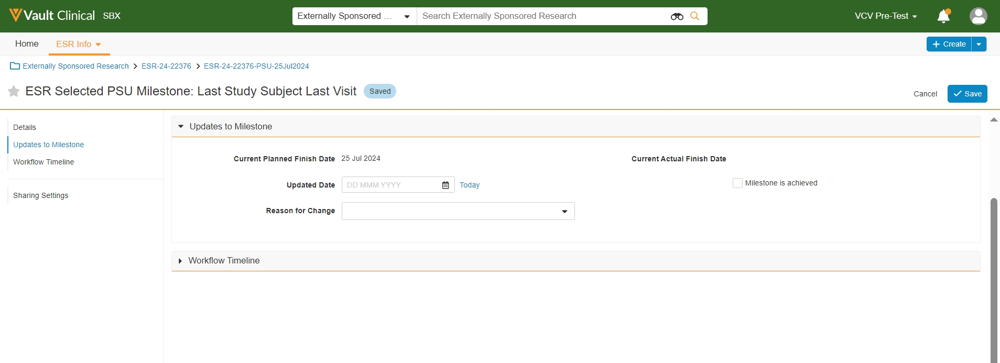 Vault Clinical SBX
Externally Sponsored ... Search Externally Sponsored Research
VCV Pre-Test
Home ESR Info
Create
Externally Sponsored Research > ESR-24-22376 > ESR-24-22376-PSU-25Jul2024
ESR Selected PSU Milestone: Last Study Subject Last Visit Saved
Cancel Save
Details
Updates to Milestone
Workflow Timeline
Sharing Settings
Updates to Milestone
Current Planned Finish Date 25 Jul 2024
Current Actual Finish Date
Updated Date DD MMM YYYY Today
Milestone is achieved
Reason for Change
Workflow Timeline